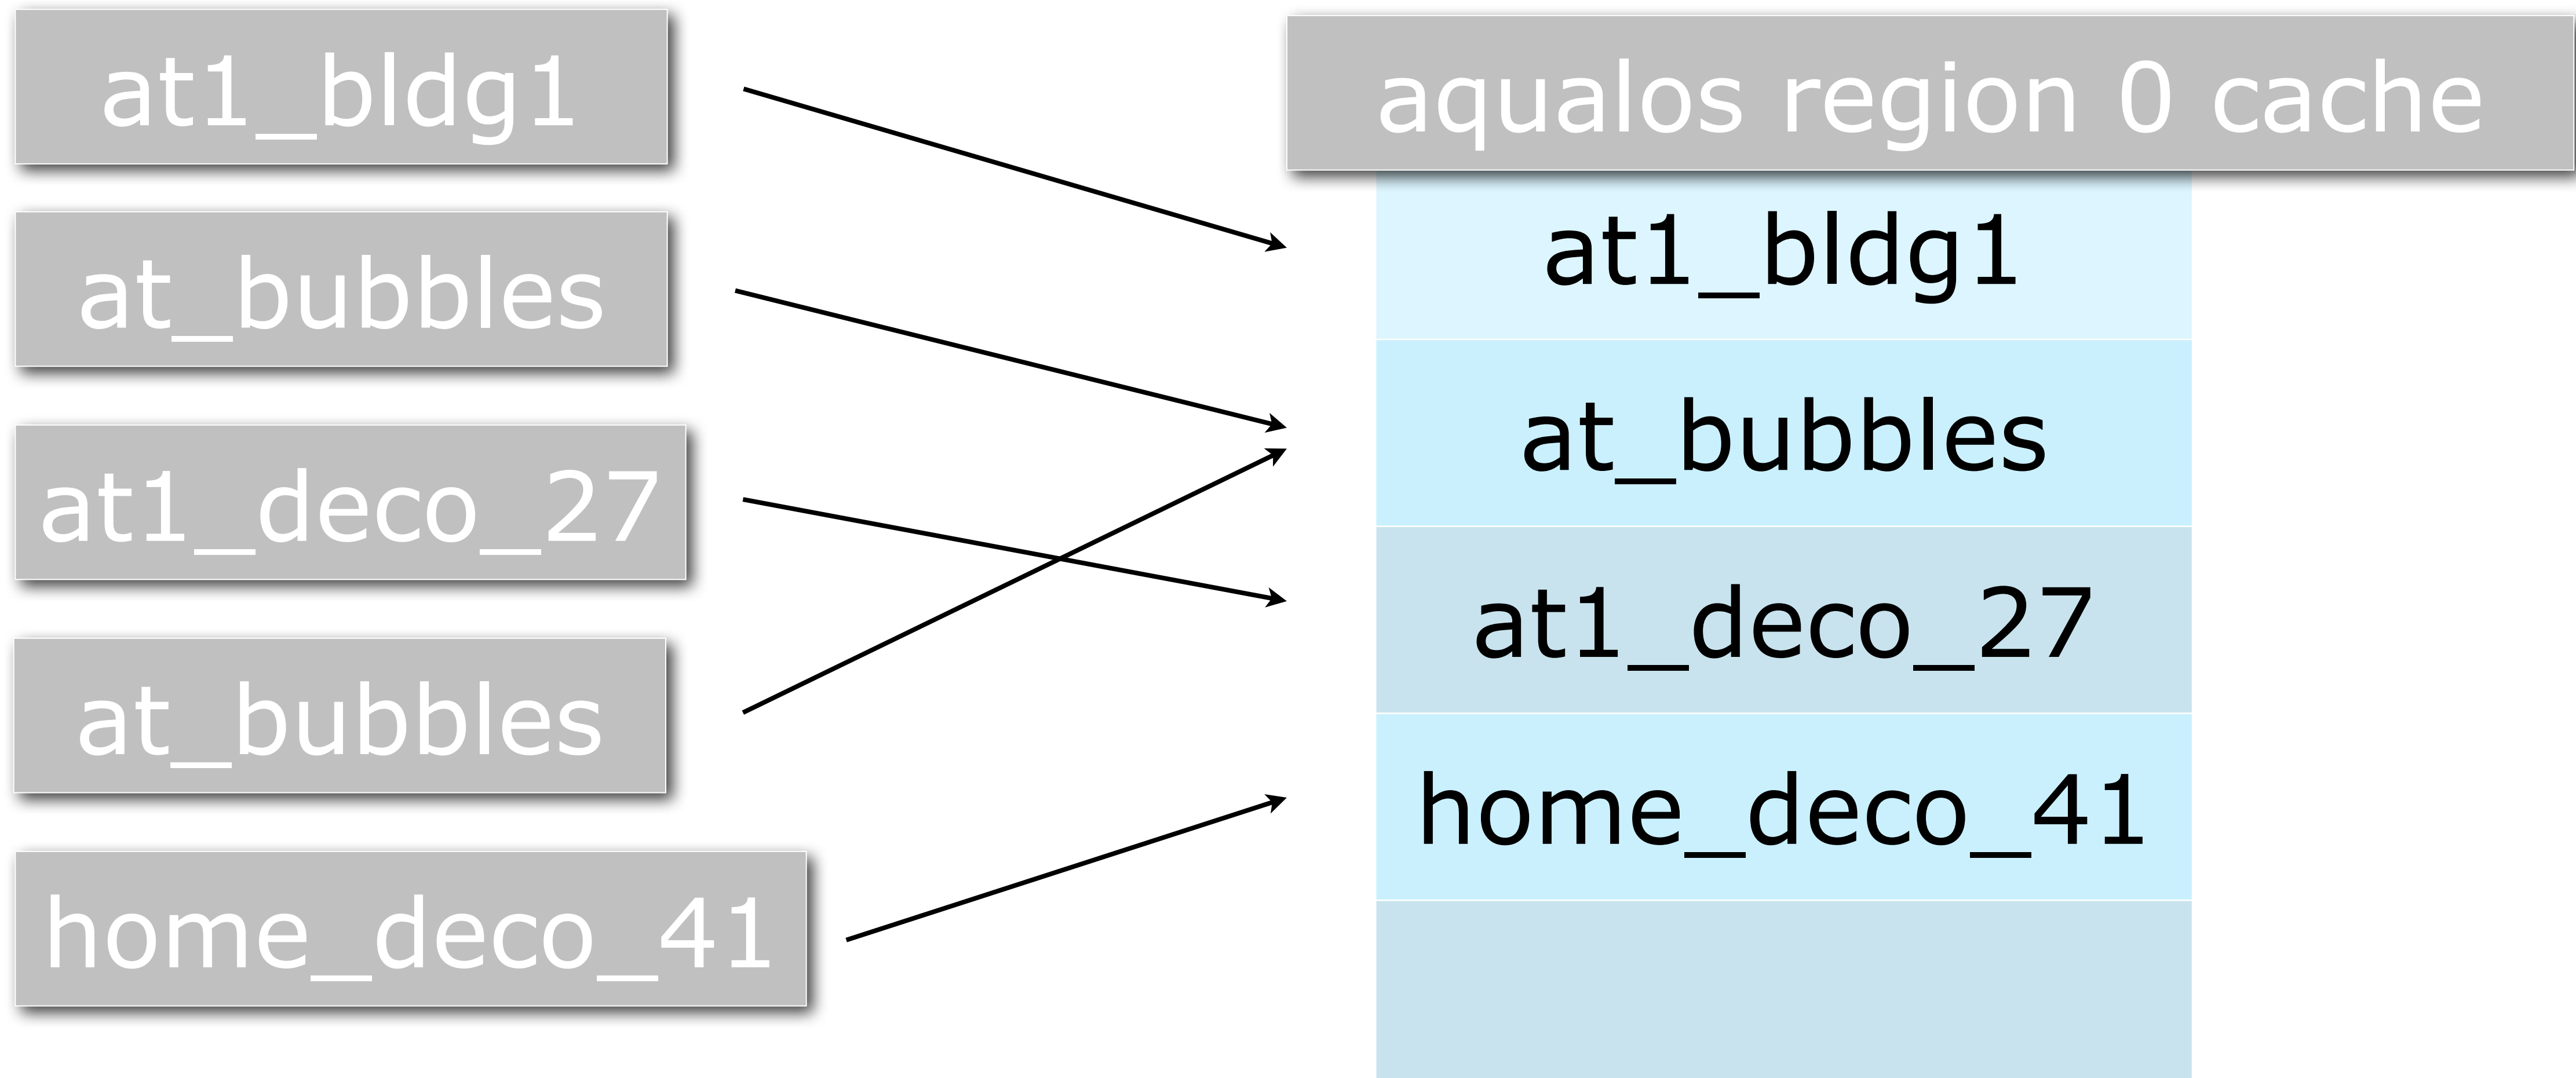 at1_bldg1
at_bubbles
at1_deco_27
at_bubbles
home_deco_41
aqualos region 0 cache
at1_bldg1
at_bubbles
at1_deco_27
home_deco_41